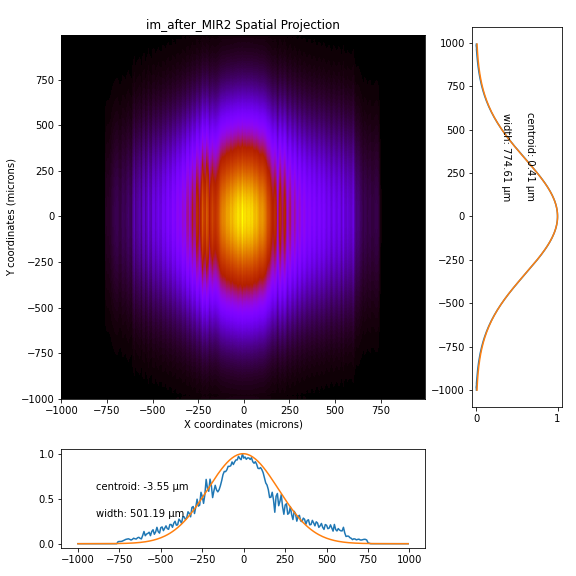 im_after_MIR2 Spatial Projection
750
500
250
0
−250
−500
−750
−1000
Y coordinates (microns)
−1000 −750 −500 −250 0 250 500 750
X coordinates (microns)
1000
750
500
250
0
−250
−500
−750
−1000
0 1
centroid: 0.41 μm
width: 774.61 μm
1.0
0.5
0.0
centroid: -3.55 μm
width: 501.19 μm
−1000 −750 −500 −250 0 250 500 750 1000